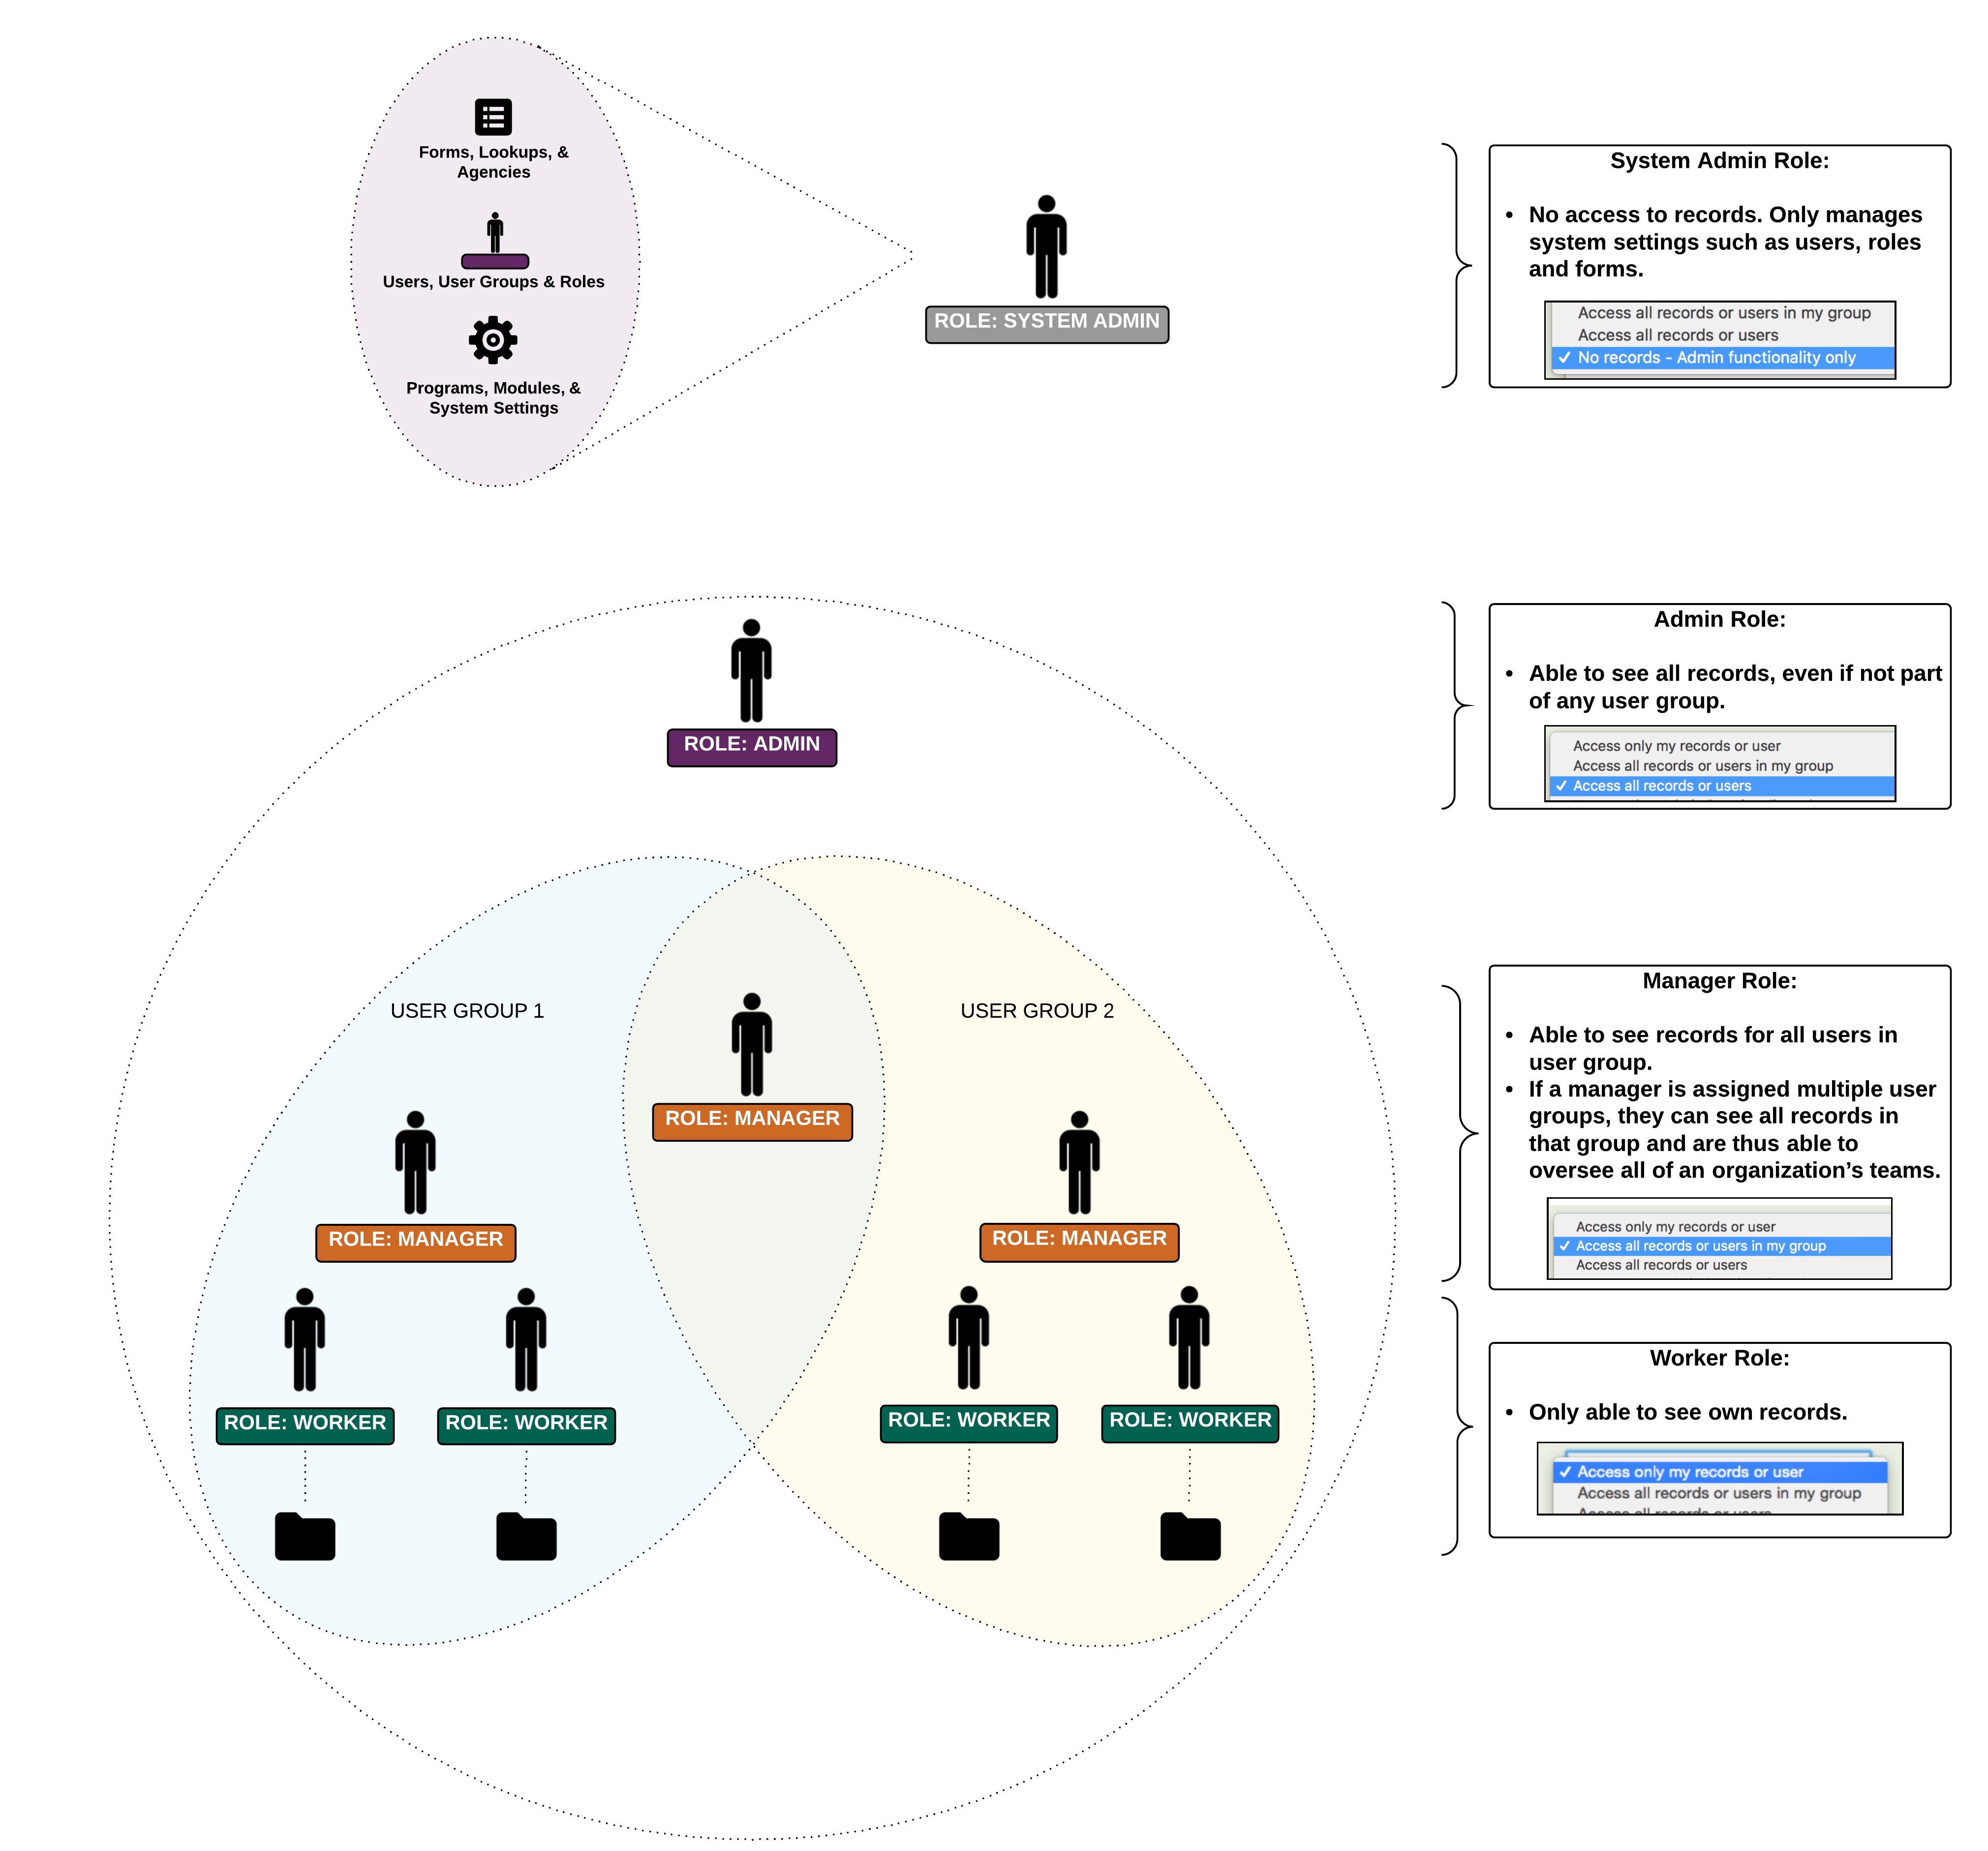 Forms, Lookups, &
Agencies
Users, User Groups & Roles
Programs, Modules, &
System Settings
ROLE: SYSTEM ADMIN
System Admin Role:
• No access to records. Only manages
system settings such as users, roles
and forms.
Access all records or users in my group
Access all records or users
✓ No records - Admin functionality only
ROLE: ADMIN
Admin Role:
• Able to see all records, even if not part
of any user group.
Access only my records or user
Access all records or users in my group
✓ Access all records or users
USER GROUP 1
USER GROUP 2
ROLE: MANAGER
ROLE: MANAGER
ROLE: MANAGER
Manager Role:
• Able to see records for all users in
user group.
• If a manager is assigned multiple user
groups, they can see all records in
that group and are thus able to
oversee all of an organization’s teams.
Access only my records or user
✓ Access all records or users in my group
Access all records or users
ROLE: WORKER
ROLE: WORKER
ROLE: WORKER
ROLE: WORKER
Worker Role:
• Only able to see own records.
✓ Access only my records or user
Access all records or users in my group
Access all records or users